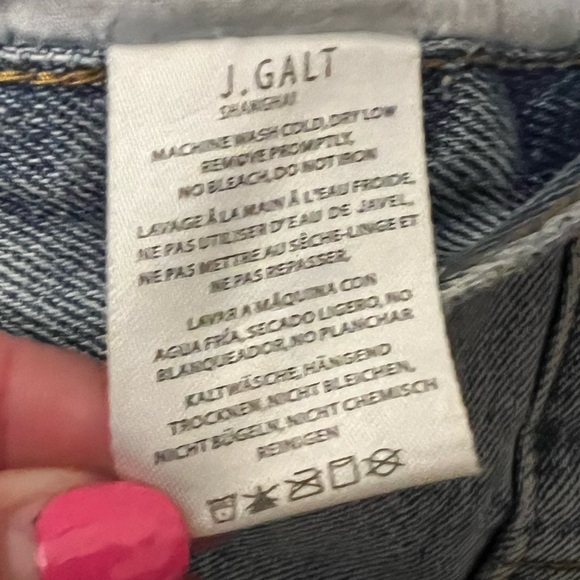 J.GALT
SHANGHAI
MACHINE WASH COLD, DRY LOW
REMOVE PROMPTLY,
NO BLEACH, DO NOT IRON
LAVAGE À LA MAIN À L'EAU FROIDE,
NE PAS UTILISER D'EAU DE JAVEL,
NE PAS METTRE AU SÈCHE-LINGE ET
NE PAS REPASSER,
LAVAR A MÁQUINA CON
AGUA FRÍA, SECADO LIGERO, NO
BLANQUEADOR, NO PLANCHAR
KALTWÄSCHE, HÄNGEND
TROCKNEN, NICHT BLEICHEN,
NICHT BÜGELN, NICHT CHEMISCH
REINIGEN